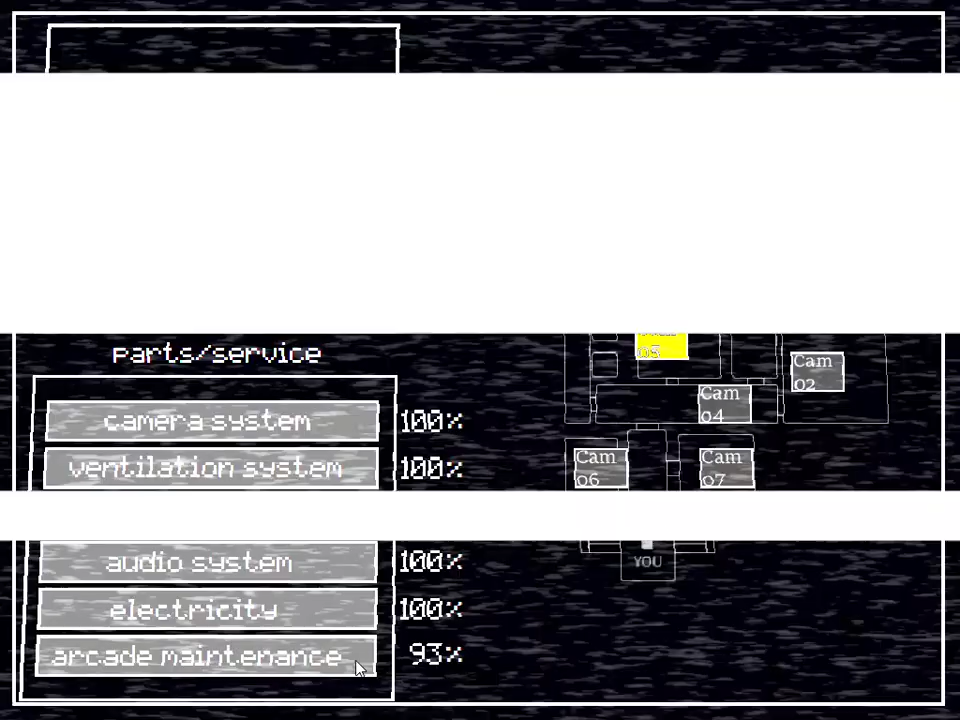 parts/service
camera system 100%
ventilation system 100%
audio system 100%
electricity 100%
arcade maintenance 93%
03
Cam
02
Cam
04
Cam
06
Cam
07
YOU